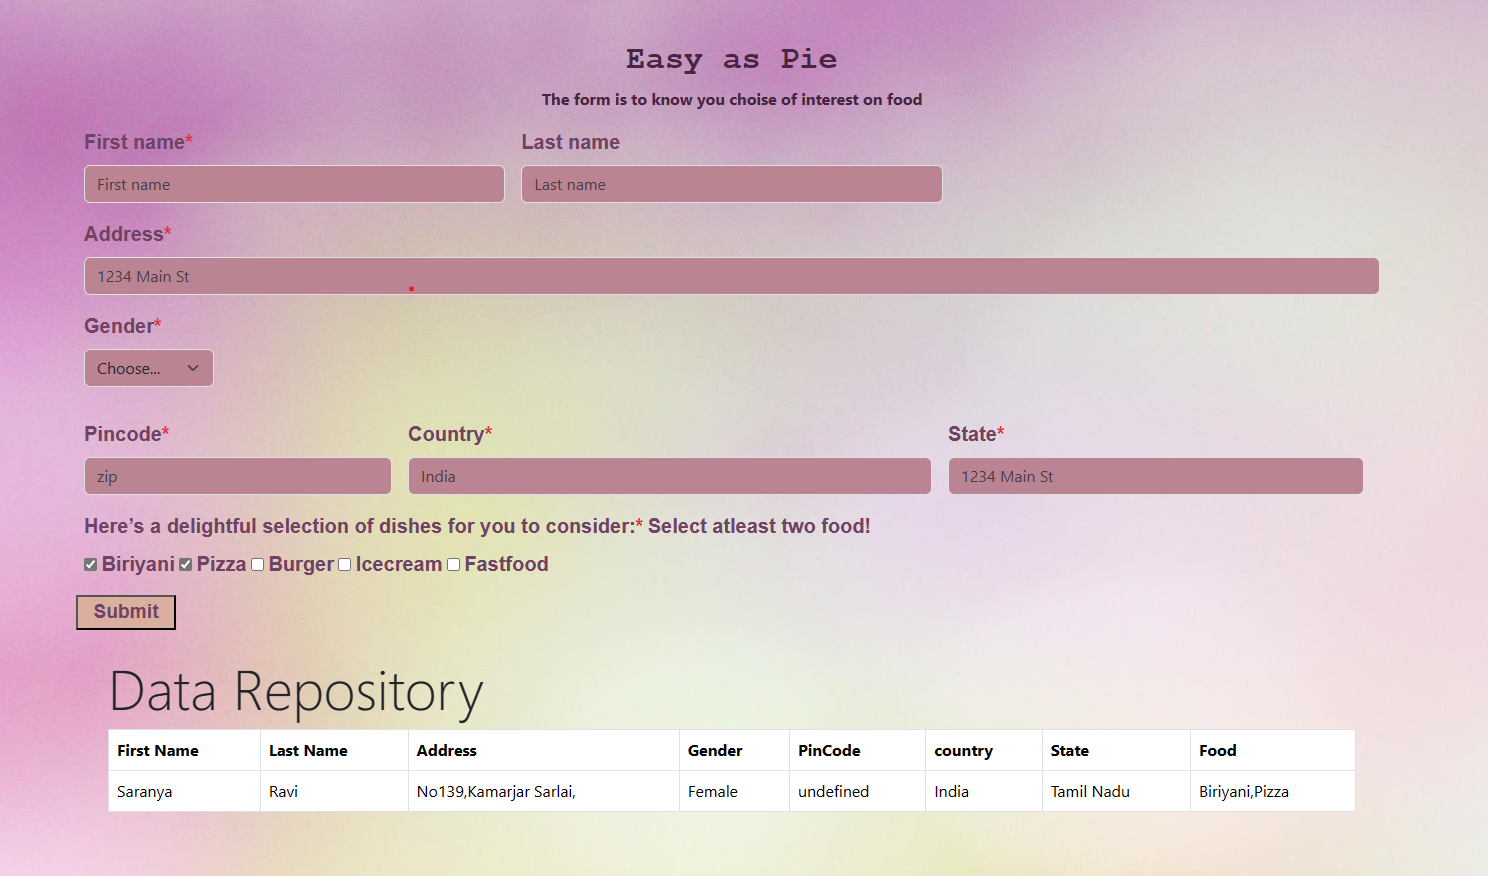 Easy as Pie
The form is to know you choise of interest on food
First name* Last name
First name Last name
Address*
1234 Main St
Gender*
Choose...
Pincode* Country* State*
zip India 1234 Main St
Here’s a delightful selection of dishes for you to consider:* Select atleast two food!
Biriyani Pizza Burger Icecream Fastfood
Submit
Data Repository
First Name Last Name Address Gender PinCode country State Food
Saranya Ravi No139,Kamarjar Sarlai, Female undefined India Tamil Nadu Biriyani,Pizza